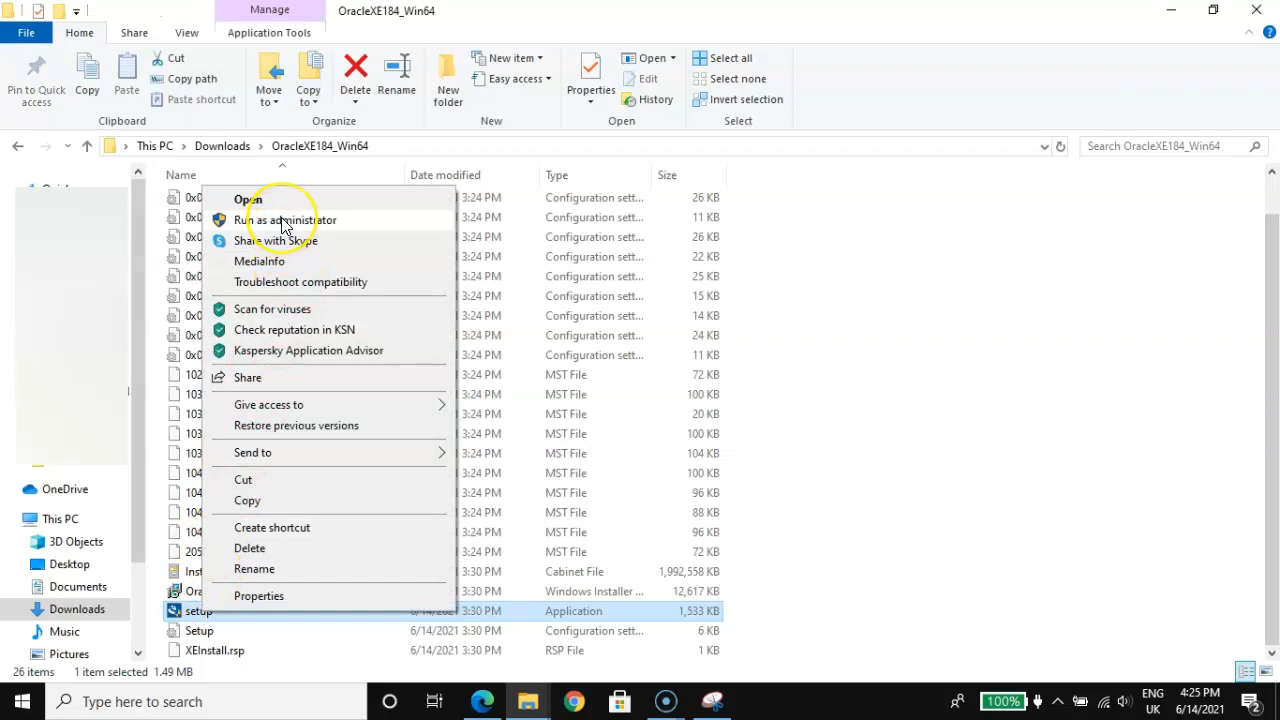 Manage
OracleXE184_Win64
File
Home
Share
View
Application Tools
Pin to Quick
access
Copy
Paste
Cut
Copy path
Paste shortcut
Clipboard
Move
to
Copy
to
Delete
Rename
Organize
New
folder
New item
Easy access
New
Properties
Open
Edit
History
Open
Select all
Select none
Invert selection
Select
This PC
Downloads
OracleXE184_Win64
Search OracleXE184_Win64
Name
Date modified
Type
Size
0x0 3:24 PM Configuration sett... 26 KB
0x0 3:24 PM Configuration sett... 11 KB
0x0 3:24 PM Configuration sett... 26 KB
0x0 3:24 PM Configuration sett... 22 KB
0x0 3:24 PM Configuration sett... 25 KB
0x0 3:24 PM Configuration sett... 15 KB
0x0 3:24 PM Configuration sett... 14 KB
0x0 3:24 PM Configuration sett... 24 KB
0x0 3:24 PM Configuration sett... 11 KB
102 3:24 PM MST File 72 KB
103 3:24 PM MST File 100 KB
103 3:24 PM MST File 20 KB
103 3:24 PM MST File 100 KB
103 3:24 PM MST File 104 KB
104 3:24 PM MST File 100 KB
104 3:24 PM MST File 96 KB
104 3:24 PM MST File 88 KB
104 3:24 PM MST File 96 KB
205 3:24 PM MST File 72 KB
Inst 3:30 PM Cabinet File 1,992,558 KB
Ora 3:30 PM Windows Installer ... 12,617 KB
setup 6/14/2021 3:30 PM Application 1,533 KB
Setup 6/14/2021 3:30 PM Configuration sett... 6 KB
XEInstall.rsp 6/14/2021 3:30 PM RSP File 1 KB
Open
Run as administrator
Share with Skype
MediaInfo
Troubleshoot compatibility
Scan for viruses
Check reputation in KSN
Kaspersky Application Advisor
Share
Give access to
Restore previous versions
Send to
Cut
Copy
Create shortcut
Delete
Rename
Properties
OneDrive
This PC
3D Objects
Desktop
Documents
Downloads
Music
Pictures
26 items 1 item selected 1.49 MB
Type here to search
100%
ENG
UK
4:25 PM
6/14/2021
2